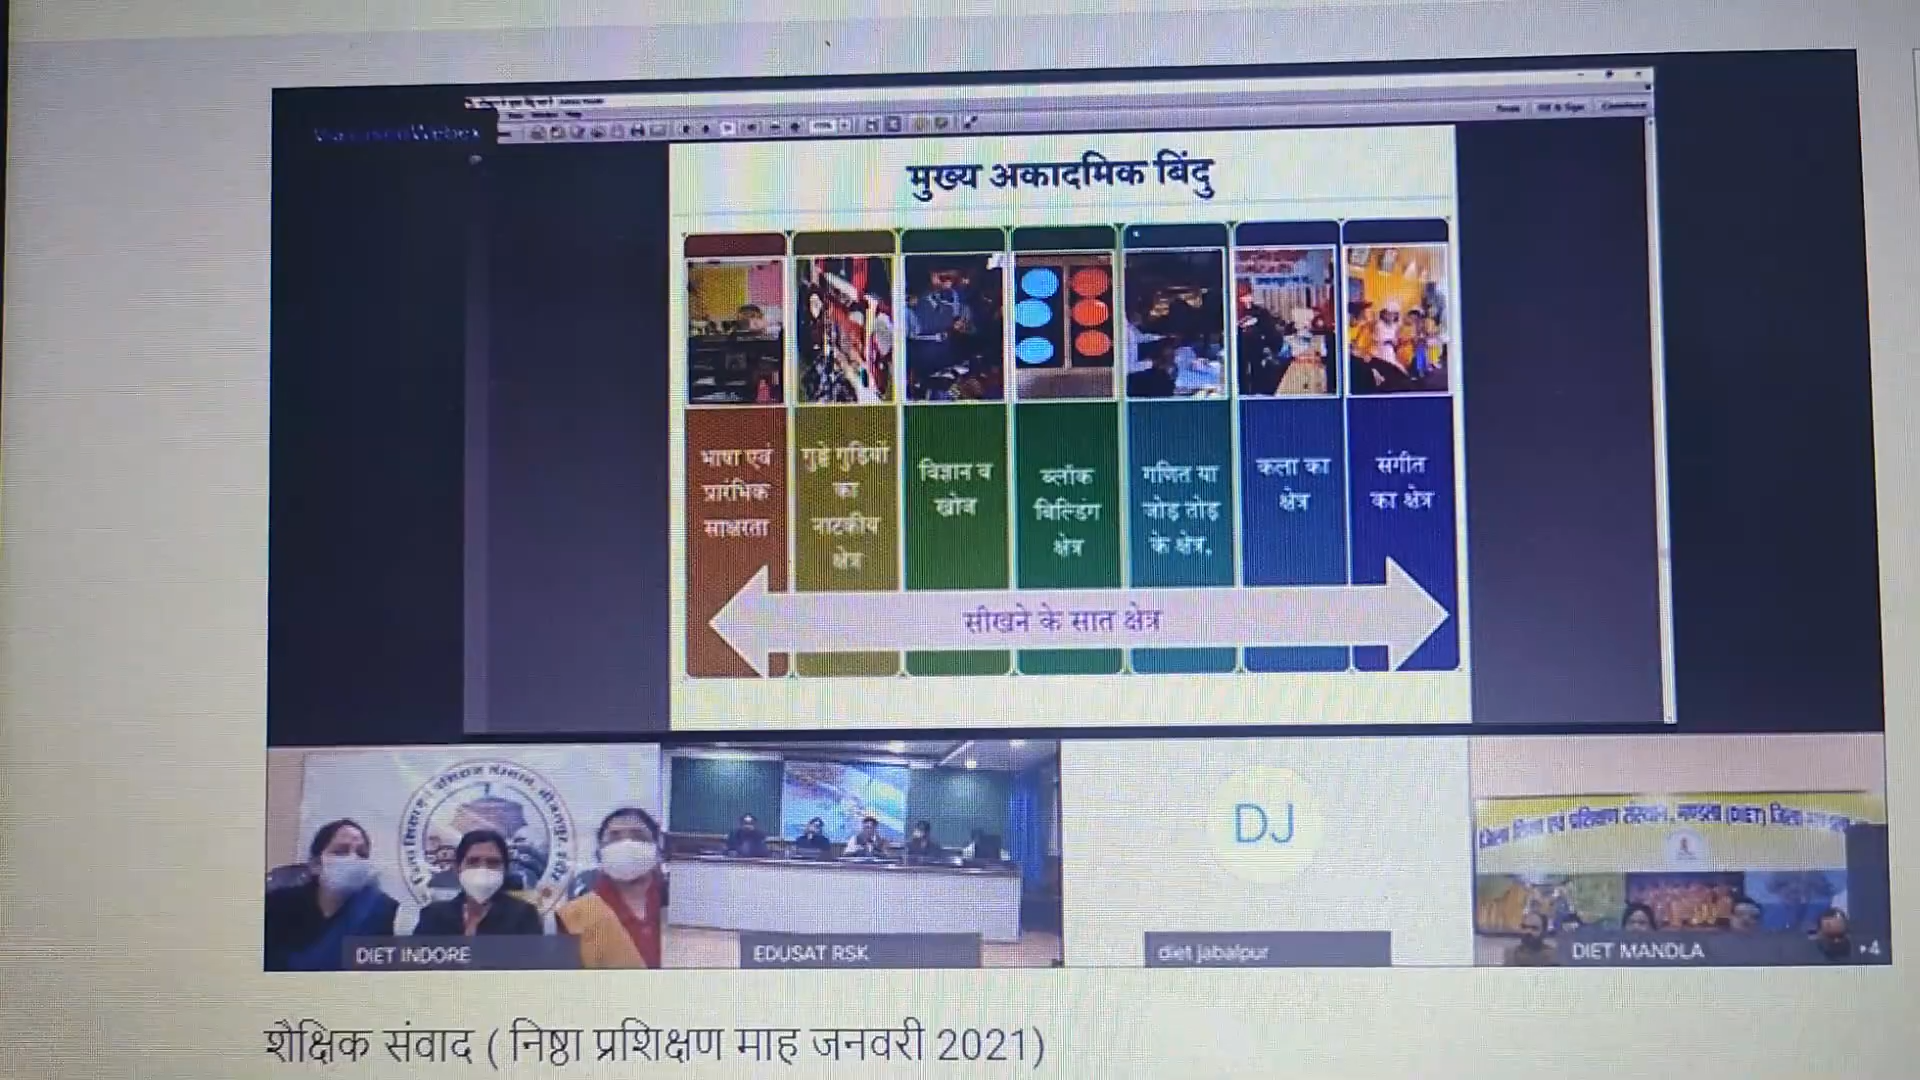 मुख्य अकादमिक बिंदु
भाषा एवं
प्रारंभिक
साक्षरता
गुड्डे गुडियों
का
नाटकीय
क्षेत्र
विज्ञान व
खोज
ब्लॉक
बिल्डिंग
क्षेत्र
गणित या
जोड़ तोड़
के क्षेत्र.
कला का
क्षेत्र
संगीत
का क्षेत्र
सीखने के सात क्षेत्र
DJ
DIET INDORE
EDUSAT RSK
diet jabalpur
DIET MANDLA
+4
शैक्षिक संवाद ( निष्ठा प्रशिक्षण माह जनवरी 2021)